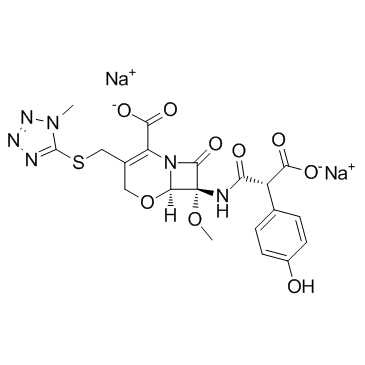 Na+
O- O
N N O
N O O
N N S N O-
Na+
O H O N H
OH